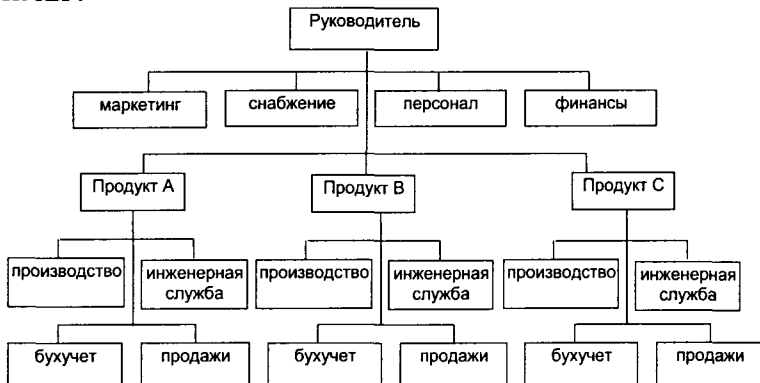 Руководитель
маркетинг
снабжение
персонал
финансы
Продукт А
Продукт В
Продукт С
производство
инженерная
служба
производство
инженерная
служба
производство
инженерная
служба
бухучет
продажи
бухучет
продажи
бухучет
продажи